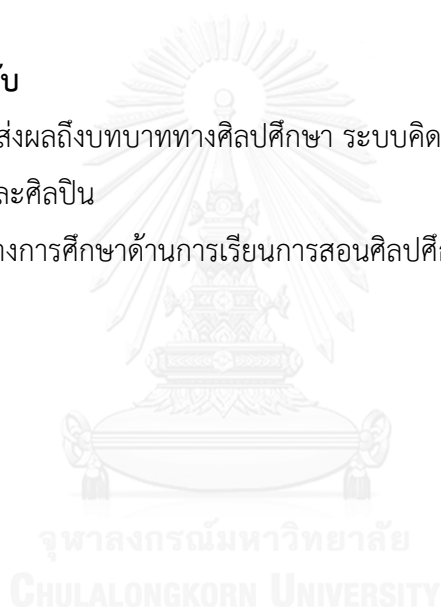 ับ
ส่งผลถึงบทบาททางศิลปศึกษา ระบบคิด
ละศิลปิน
างการศึกษาด้านการเรียนการสอนศิลปศึก
จุฬาลงกรณ์มหาวิทยาลัย
CHULALONGKORN UNIVERSITY